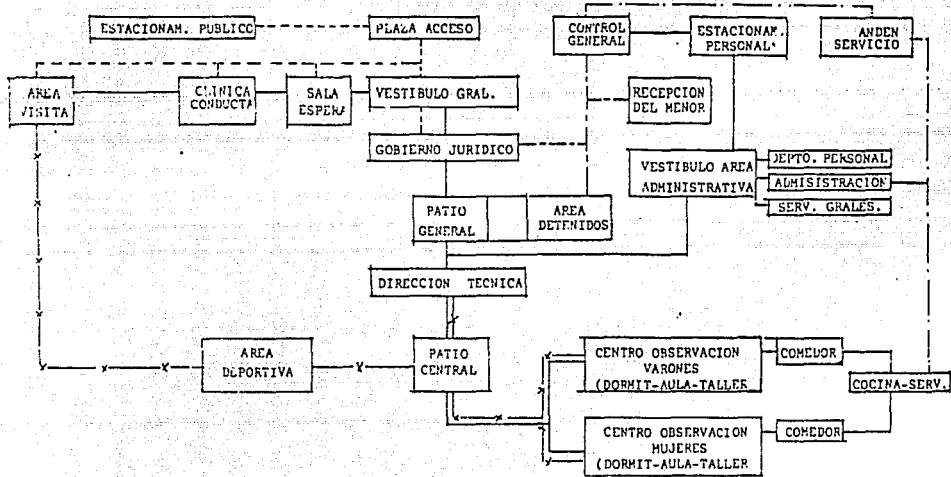 ESTACIONAM. PUBLICO
PLAZA ACCESO
CONTROL
GENERAL
ESTACIONAM.
PERSONAL
ANDEN
SERVICIO
AREA
VISITA
CLINICA
CONDUCTA
SALA
ESPERA
VESTIBULO GRAL.
RECEPCION
DEL MENOR
GOBIERNO JURIDICO
VESTIBULO AREA
ADMINISTRATIVA
DEPTO. PERSONAL
ADMISISTRACION
SERV. GRALES.
PATIO
GENERAL
AREA
DETENIDOS
DIRECCION TECNICA
AREA
DEPORTIVA
PATIO
CENTRAL
CENTRO OBSERVACION
VARONES
(DORMIT-AULA-TALLER
COMEDOR
COCINA-SERV.
CENTRO OBSERVACION
MUJERES
(DORMIT-AULA-TALLER
COMEDOR